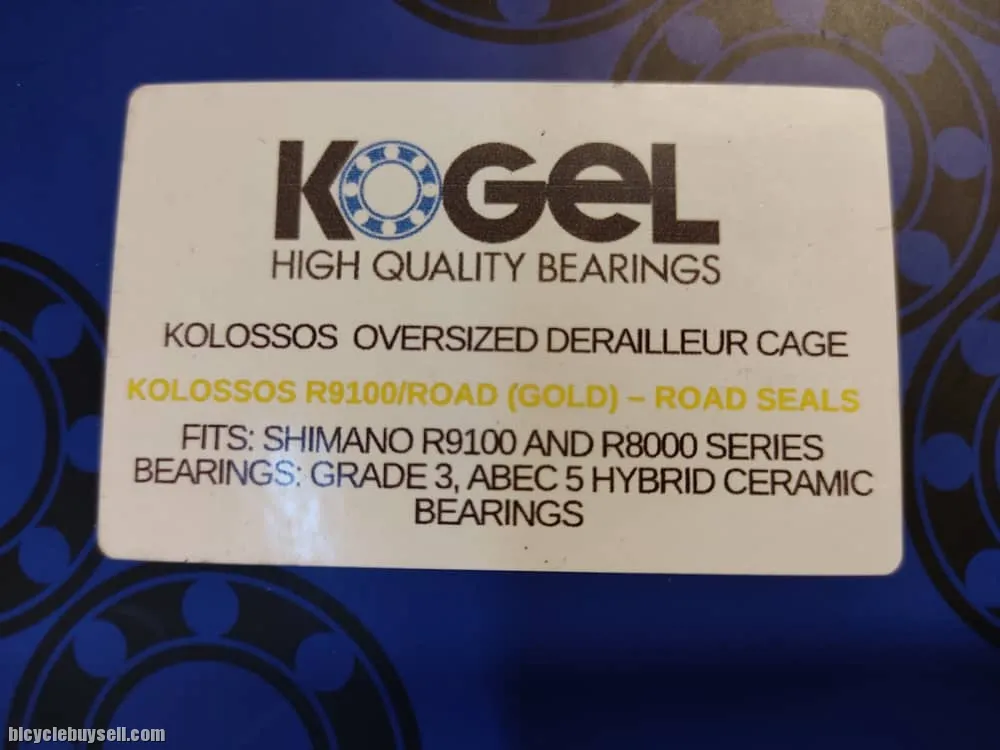 KOGEL
HIGH QUALITY BEARINGS
KOLOSSOS OVERSIZED DERAILLEUR CAGE
KOLOSSOS R9100/ROAD (GOLD) – ROAD SEALS
FITS: SHIMANO R9100 AND R8000 SERIES
BEARINGS: GRADE 3, ABEC 5 HYBRID CERAMIC
BEARINGS
bicyclebuysell.com